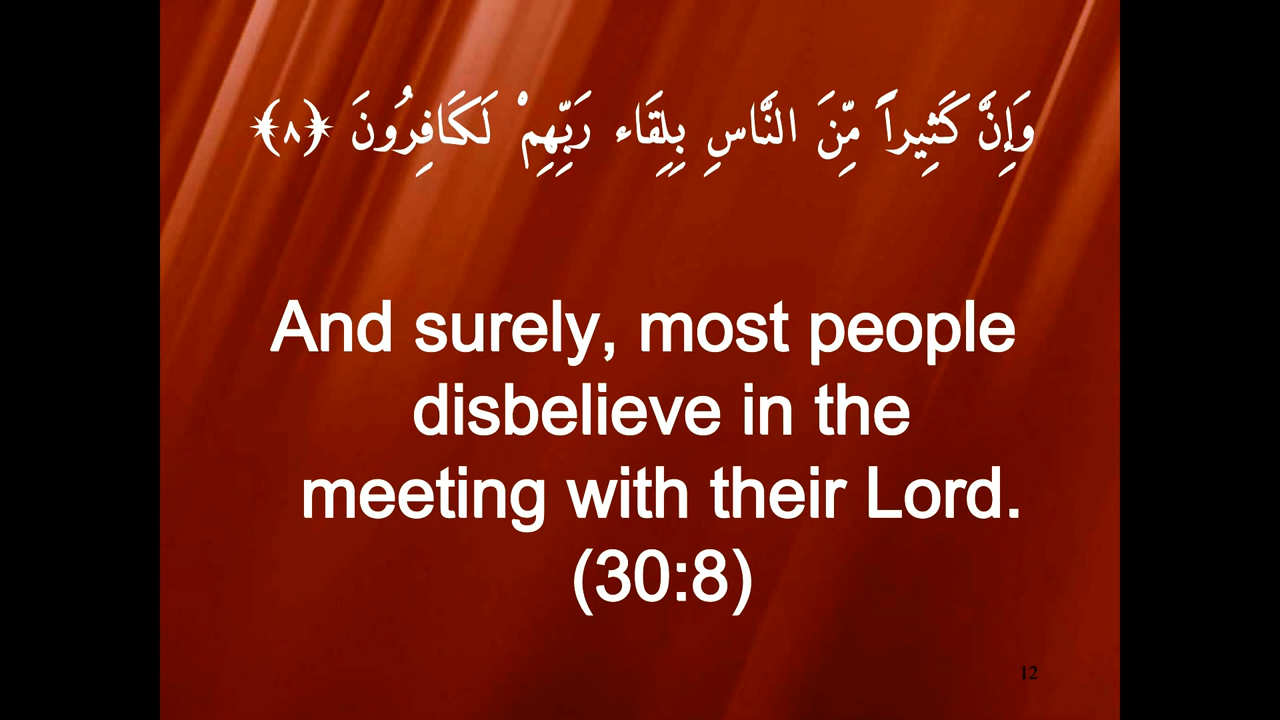 وَإِنَّ كَثِيراً مِّنَ النَّاسِ بِلِقَاء رَبِّهِمْ لَكَافِرُونَ ﴿٨﴾
And surely, most people
disbelieve in the
meeting with their Lord.
(30:8)
12